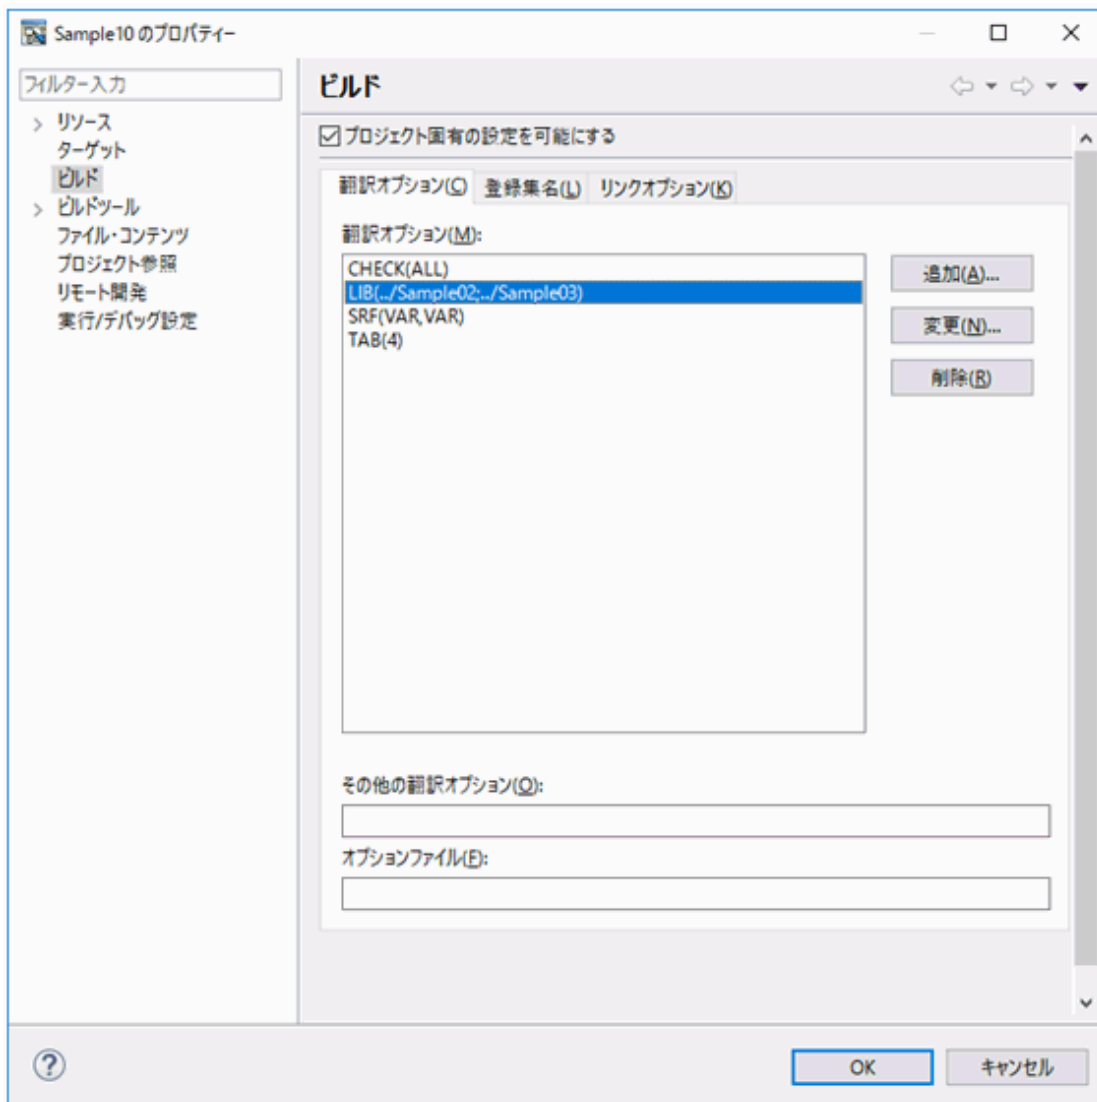 Sample10 のプロパティー
フィルター入力
リソース
ターゲット
ビルド
ビルドツール
ファイル・コンテンツ
プロジェクト参照
リモート開発
実行/デバッグ設定
ビルド
プロジェクト固有の設定を可能にする
翻訳オプション(C) 登録集名(L) リンクオプション(K)
翻訳オプション(M):
CHECK(ALL)
LIB(../Sample02;../Sample03)
SRF(VAR,VAR)
TAB(4)
追加(A)...
変更(N)...
削除(R)
その他の翻訳オプション(O):
オプションファイル(F):
OK キャンセル